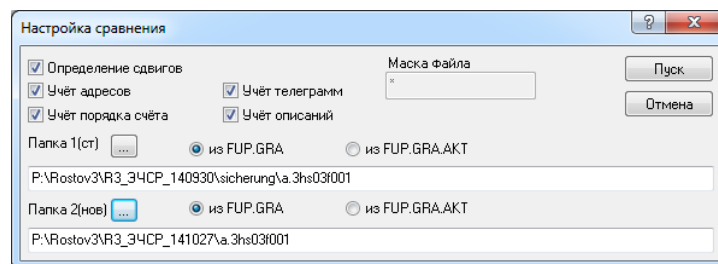 Настройка сравнения
Определение сдвигов
Маска файла
Пуск
Учёт адресов
Учёт телеграмм
*
Отмена
Учёт порядка счёта
Учёт описаний
Папка 1(ст) ... из FUP.GRA из FUP.GRA.AKT
P:\Rostov3\R3_ЭЧСР_140930\sicherung\a.3hs03f001
Папка 2(нов) ... из FUP.GRA из FUP.GRA.AKT
P:\Rostov3\R3_ЭЧСР_141027\a.3hs03f001